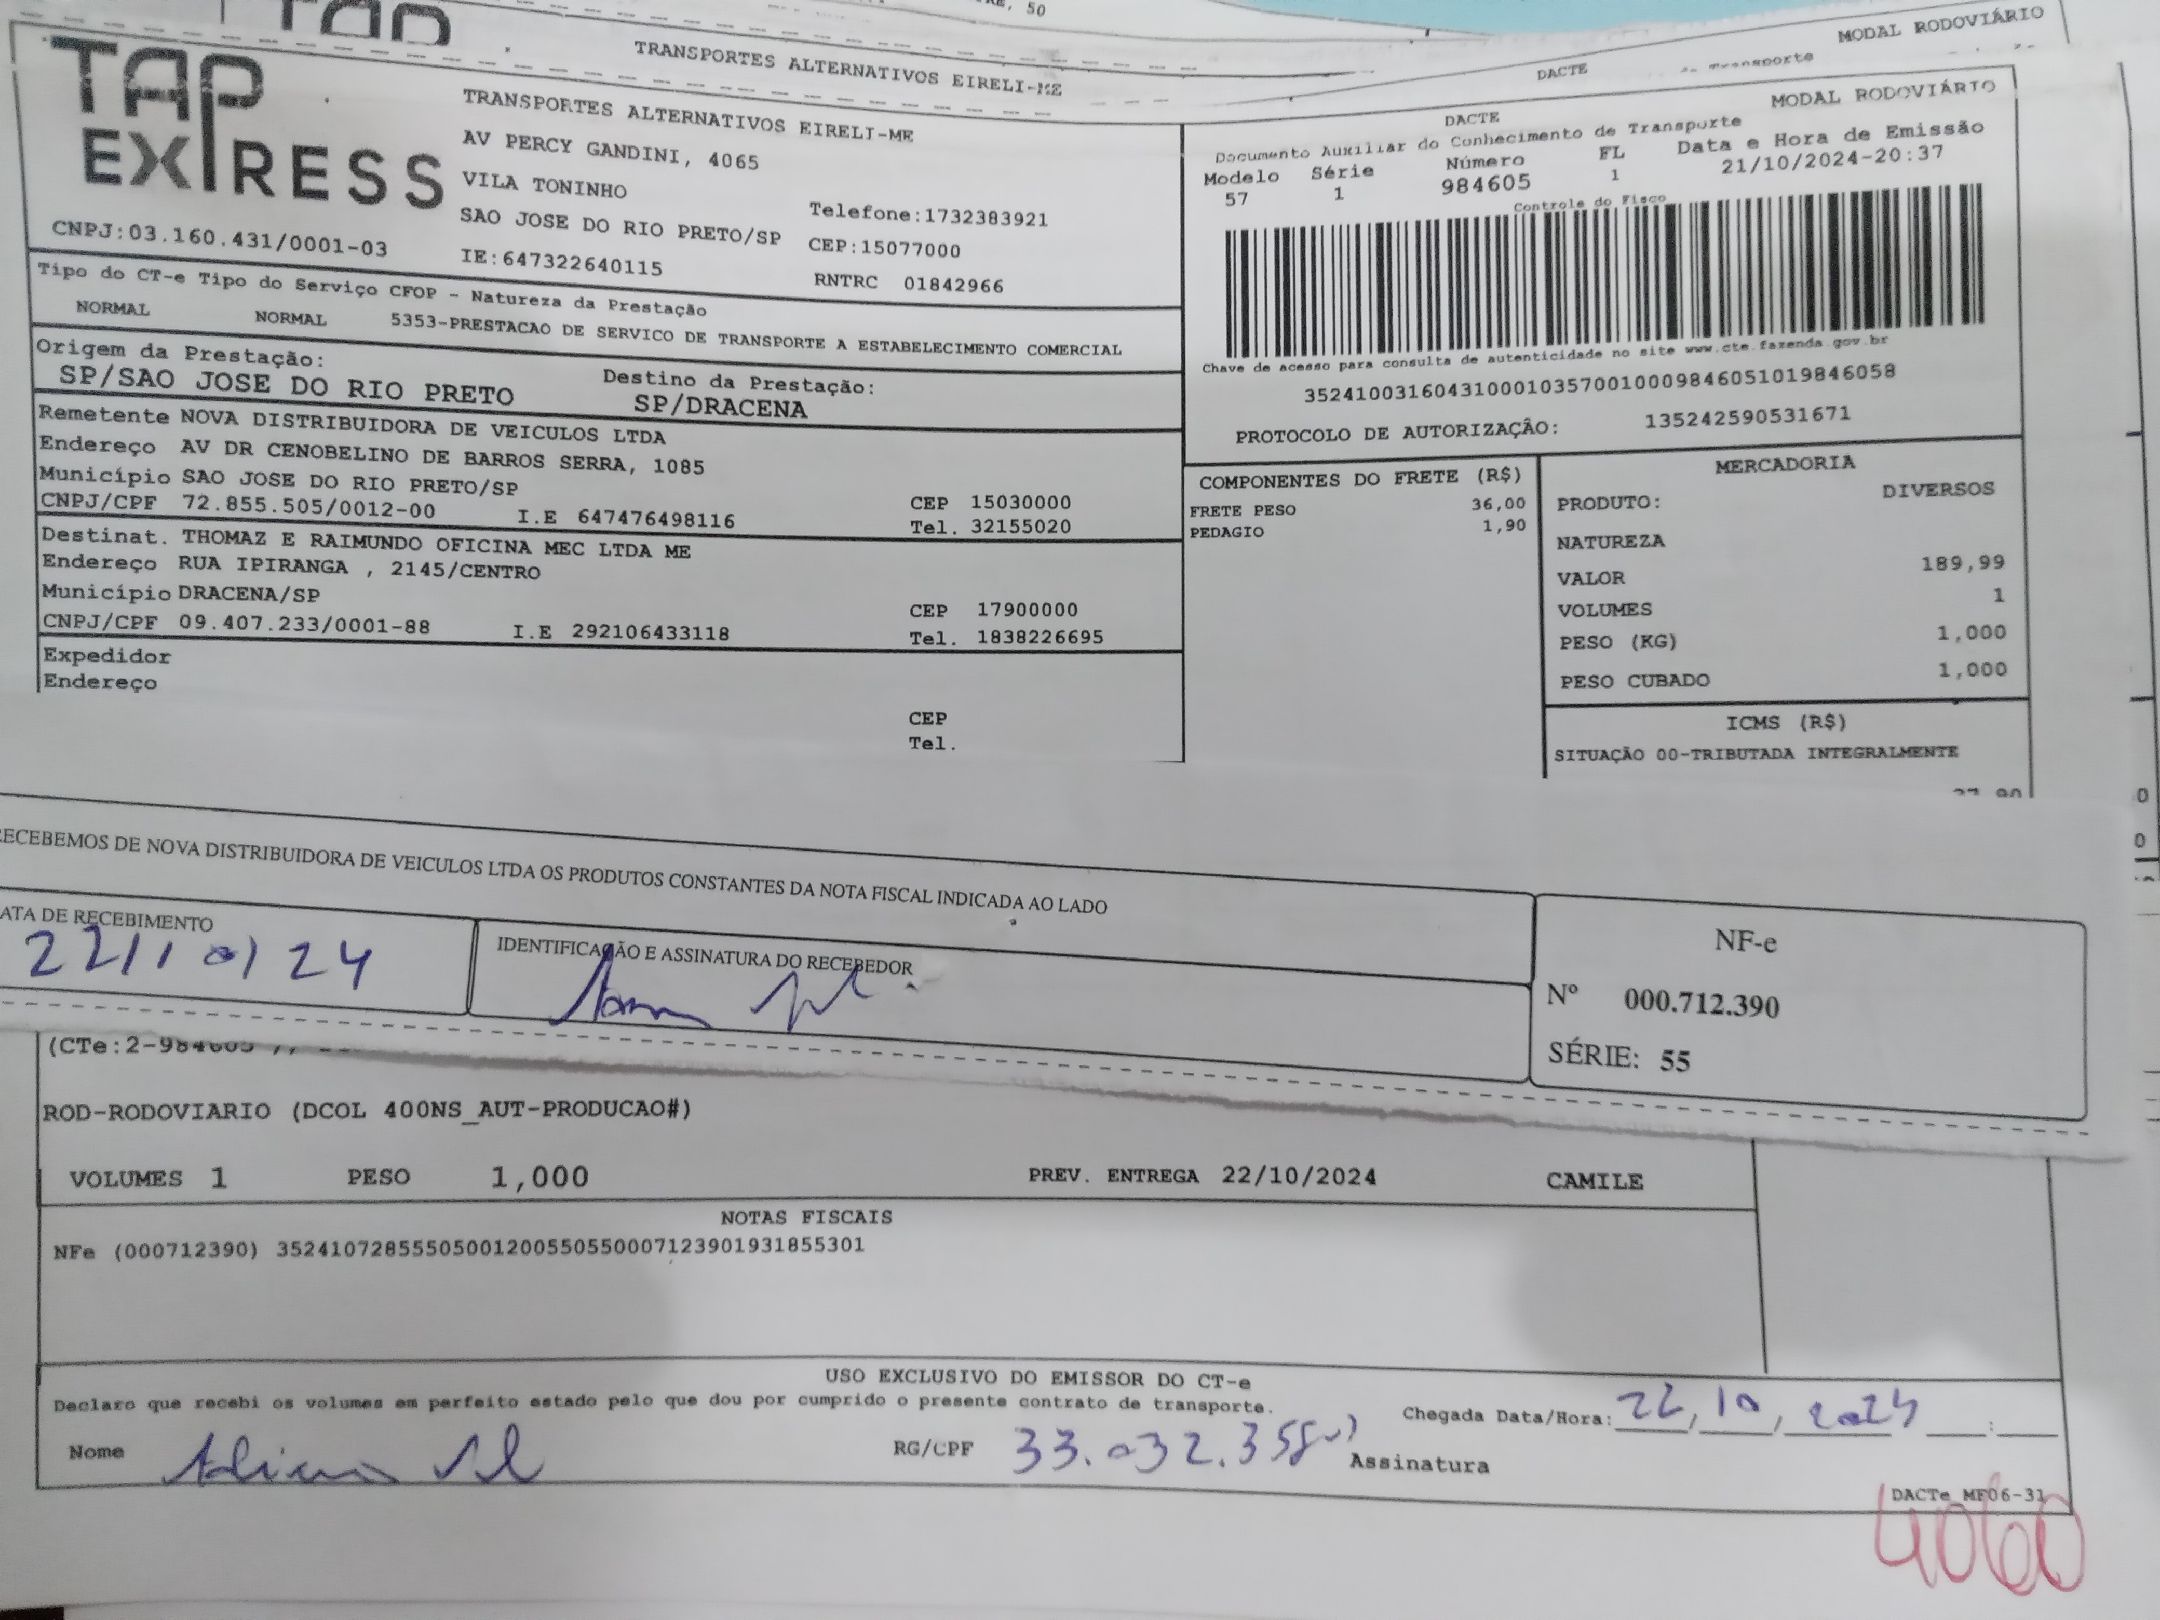 RE, 50
TRANSPORTES ALTERNATIVOS EIRELI-ME
DACTE
Transporte
MODAL RODOVIÁRIO
TAP
EXPRESS
TRANSPORTES ALTERNATIVOS EIRELI-ME
AV PERCY GANDINI, 4065
VILA TONINHO
SAO JOSE DO RIO PRETO/SP
IE:647322640115
Telefone:1732383921
CEP:15077000
RNTRC 01842966
CNPJ:03.160.431/0001-03
MODAL RODOVIÁRIO
DACTE
Documento Auxiliar do Conhecimento de Transporte
Modelo Série Número FL Data e Hora de Emissão
57 1 984605 1 21/10/2024-20:37
Controle do Fisco
Chave de acesso para consulta de autenticidade no site www.cte.fazenda.gov.br
35241003160431000103570010009846051019846058
PROTOCOLO DE AUTORIZAÇÃO: 135242590531671
Tipo do CT-e Tipo do Serviço CFOP - Natureza da Prestação
NORMAL NORMAL 5353-PRESTACAO DE SERVICO DE TRANSPORTE A ESTABELECIMENTO COMERCIAL
Origem da Prestação: Destino da Prestação:
SP/SAO JOSE DO RIO PRETO SP/DRACENA
Remetente NOVA DISTRIBUIDORA DE VEICULOS LTDA
Endereço AV DR CENOBELINO DE BARROS SERRA, 1085
Município SAO JOSE DO RIO PRETO/SP CEP 15030000
CNPJ/CPF 72.855.505/0012-00 I.E 647476498116 Tel. 32155020
Destinat. THOMAZ E RAIMUNDO OFICINA MEC LTDA ME
Endereço RUA IPIRANGA , 2145/CENTRO
Município DRACENA/SP CEP 17900000
CNPJ/CPF 09.407.233/0001-88 I.E 292106433118 Tel. 1838226695
Expedidor
Endereço
CEP
Tel.
COMPONENTES DO FRETE (R$)
FRETE PESO 36,00
PEDAGIO 1,90
MERCADORIA
PRODUTO: DIVERSOS
NATUREZA
VALOR 189,99
VOLUMES 1
PESO (KG) 1,000
PESO CUBADO 1,000
ICMS (R$)
SITUAÇÃO 00-TRIBUTADA INTEGRALMENTE
RECEBEMOS DE NOVA DISTRIBUIDORA DE VEICULOS LTDA OS PRODUTOS CONSTANTES DA NOTA FISCAL INDICADA AO LADO
ATA DE RECEBIMENTO
22/10/24
IDENTIFICAÇÃO E ASSINATURA DO RECEBEDOR
NF-e
Nº 000.712.390
SÉRIE: 55
(CTe:2-984605
ROD-RODOVIARIO (DCOL 400NS_AUT-PRODUCAO#)
VOLUMES 1 PESO 1,000 PREV. ENTREGA 22/10/2024 CAMILE
NOTAS FISCAIS
NFe (000712390) 35241072855505001200550550007123901931855301
USO EXCLUSIVO DO EMISSOR DO CT-e
Declaro que recebi os volumes em perfeito estado pelo que dou por cumprido o presente contrato de transporte.
Chegada Data/Hora: 22, 10, 2024 :
Nome RG/CPF 33.032.358 Assinatura
DACTe MF06-31
4060